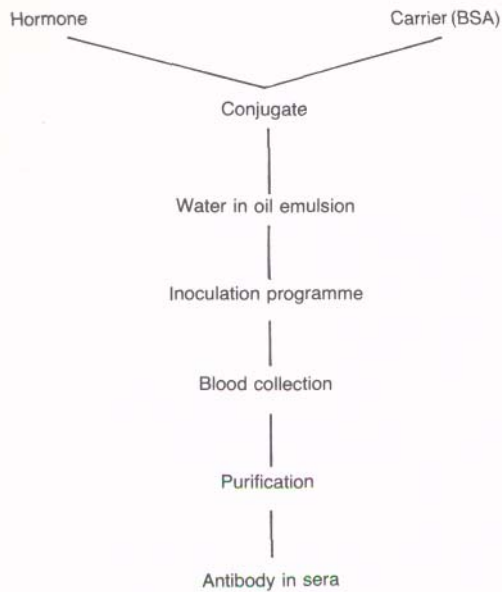 Hormone
Carrier (BSA)
Conjugate
Water in oil emulsion
Inoculation programme
Blood collection
Purification
Antibody in sera